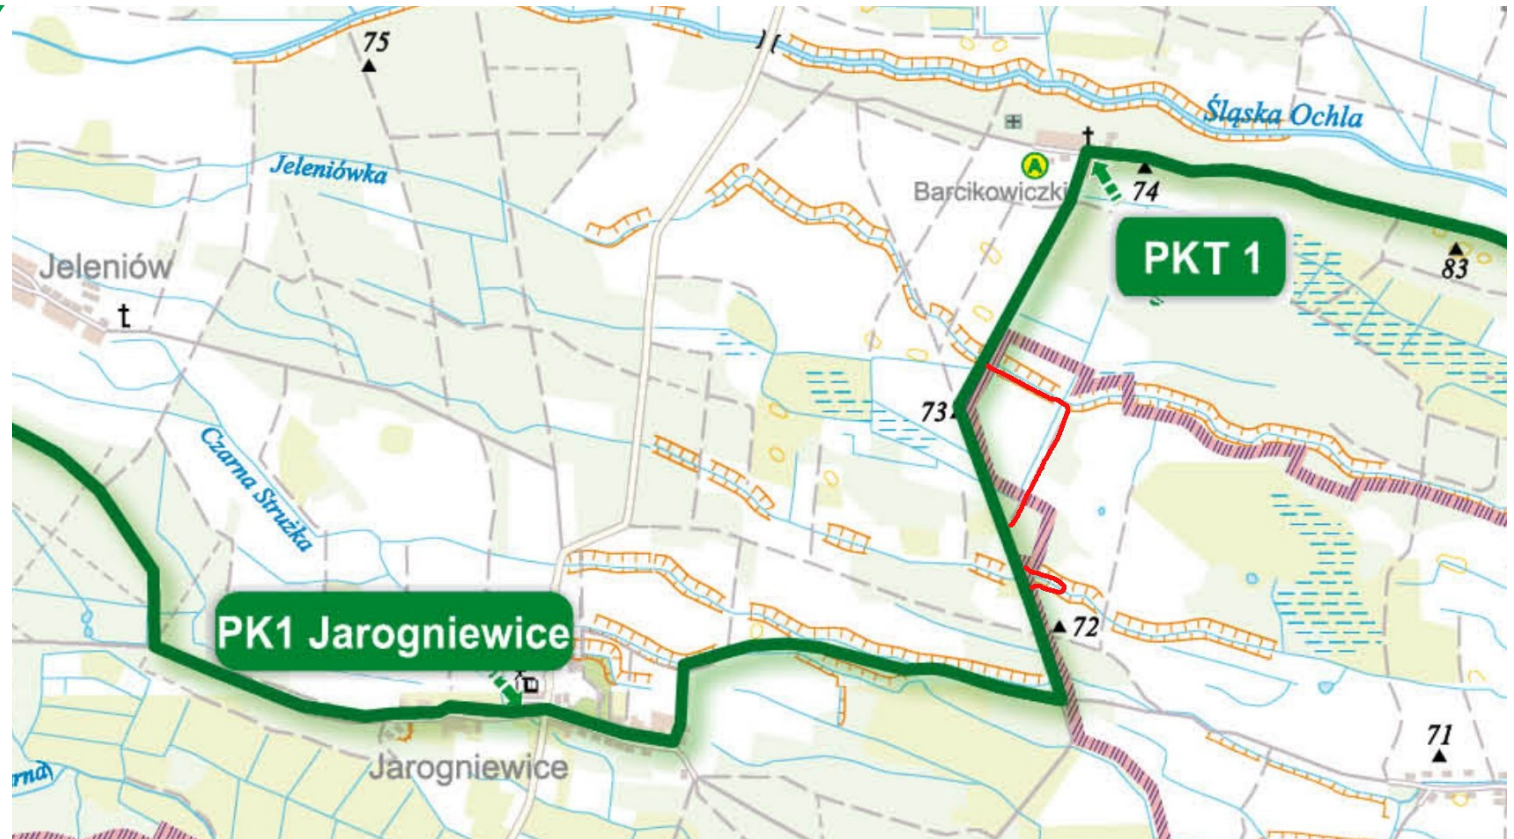 75
Śląska Ochla
Jeleniówka
A
74
Barcikowiczki
PKT 1
83
Jeleniów
73
Czarna Strużka
PK1 Jarogniewice
72
71
Jarogniewice